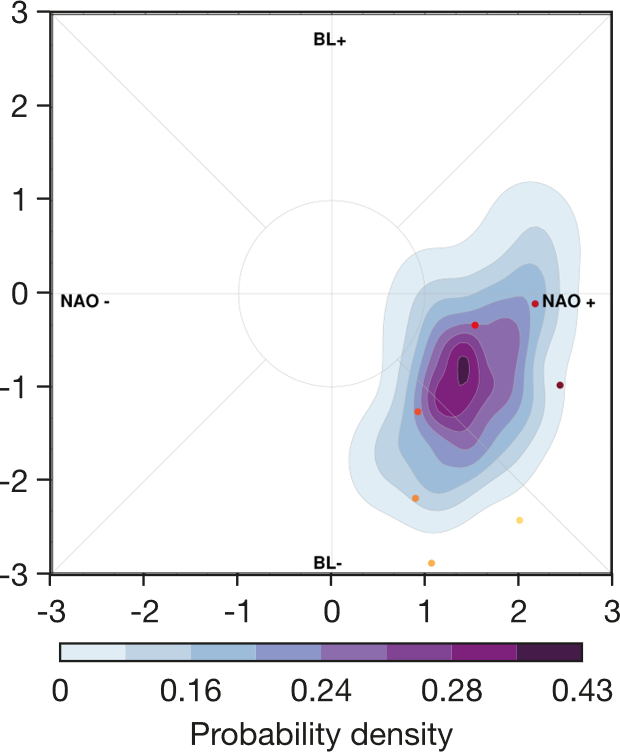 3
BL+
2
1
0
NAO -
NAO +
-1
-2
BL-
-3
-3 -2 -1 0 1 2 3
0 0.16 0.24 0.28 0.43
Probability density